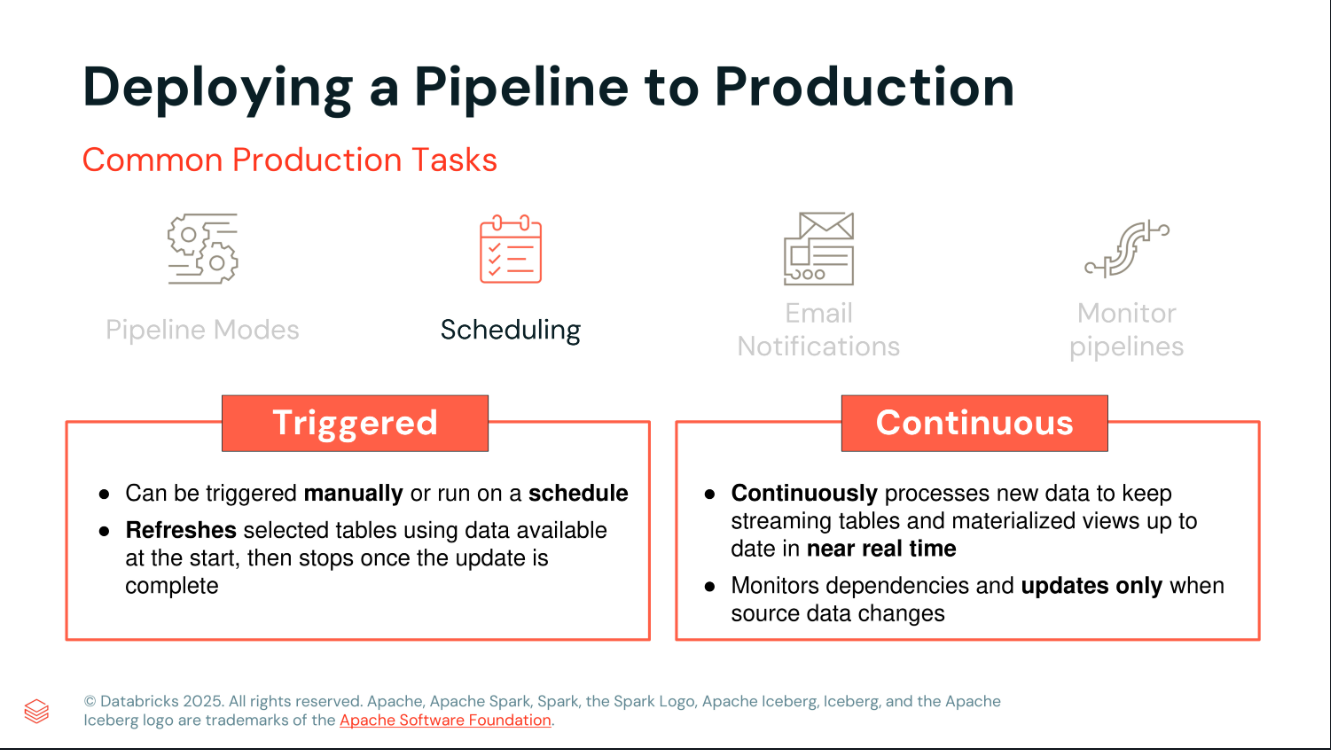 Deploying a Pipeline to Production
Common Production Tasks
Pipeline Modes
Scheduling
Email
Notifications
Monitor
pipelines
Triggered
● Can be triggered manually or run on a schedule
● Refreshes selected tables using data available
at the start, then stops once the update is
complete
Continuous
● Continuously processes new data to keep
streaming tables and materialized views up to
date in near real time
● Monitors dependencies and updates only when
source data changes
© Databricks 2025. All rights reserved. Apache, Apache Spark, Spark, the Spark Logo, Apache Iceberg, Iceberg, and the Apache
Iceberg logo are trademarks of the Apache Software Foundation.